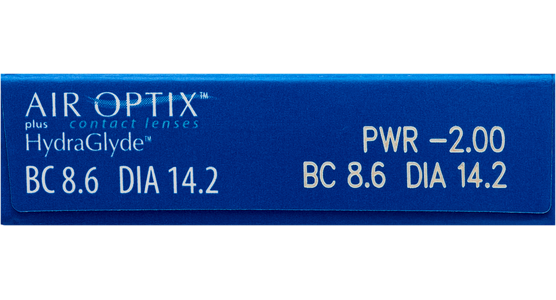 AIR OPTIX™
plus contact lenses
HydraGlyde™
BC 8.6 DIA 14.2
PWR -2.00
BC 8.6 DIA 14.2